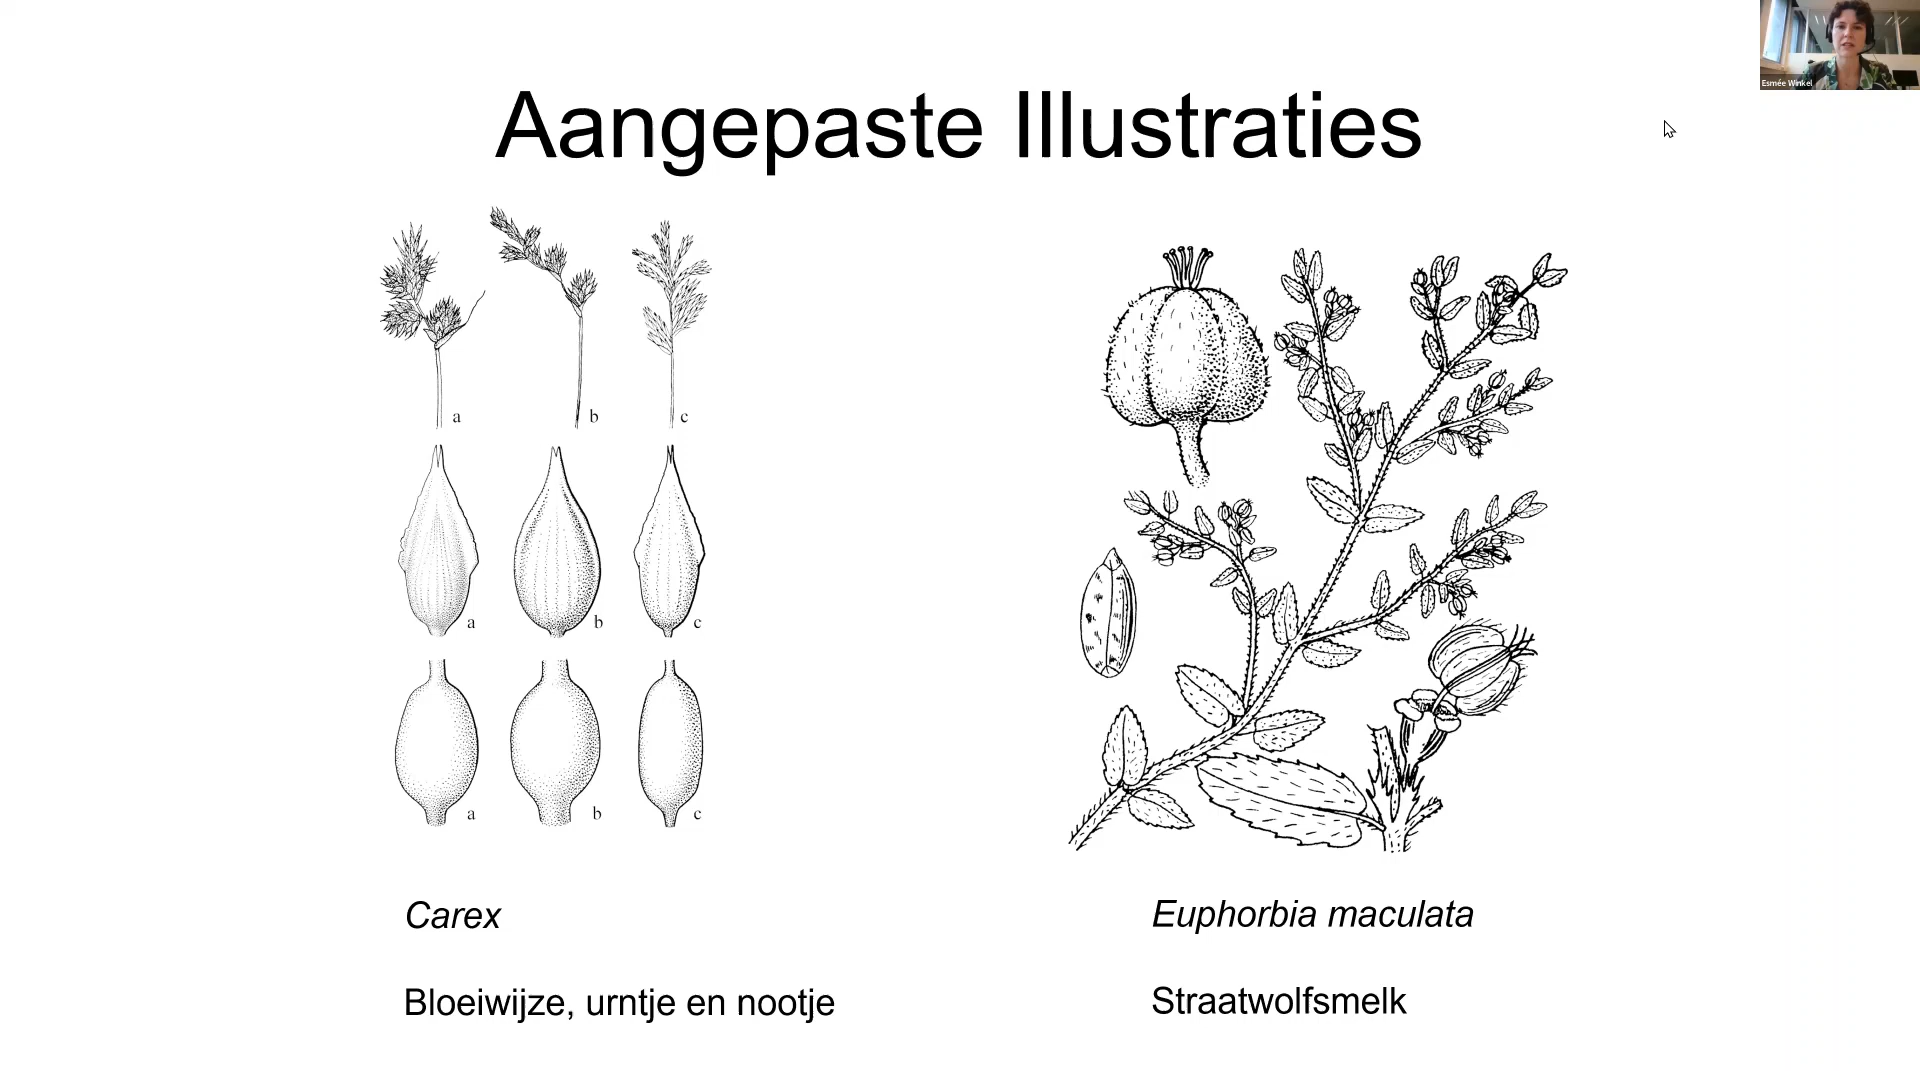 Esmée Winkel
Aangepaste Illustraties
a
b
c
a
b
c
a
b
c
Carex
Euphorbia maculata
Bloeiwijze, urntje en nootje
Straatwolfsmelk